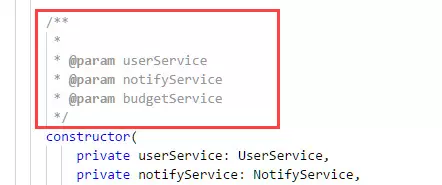 /**
*
* @param userService
* @param notifyService
* @param budgetService
*/
constructor(
private userService: UserService,
private notifyService: NotifyService,